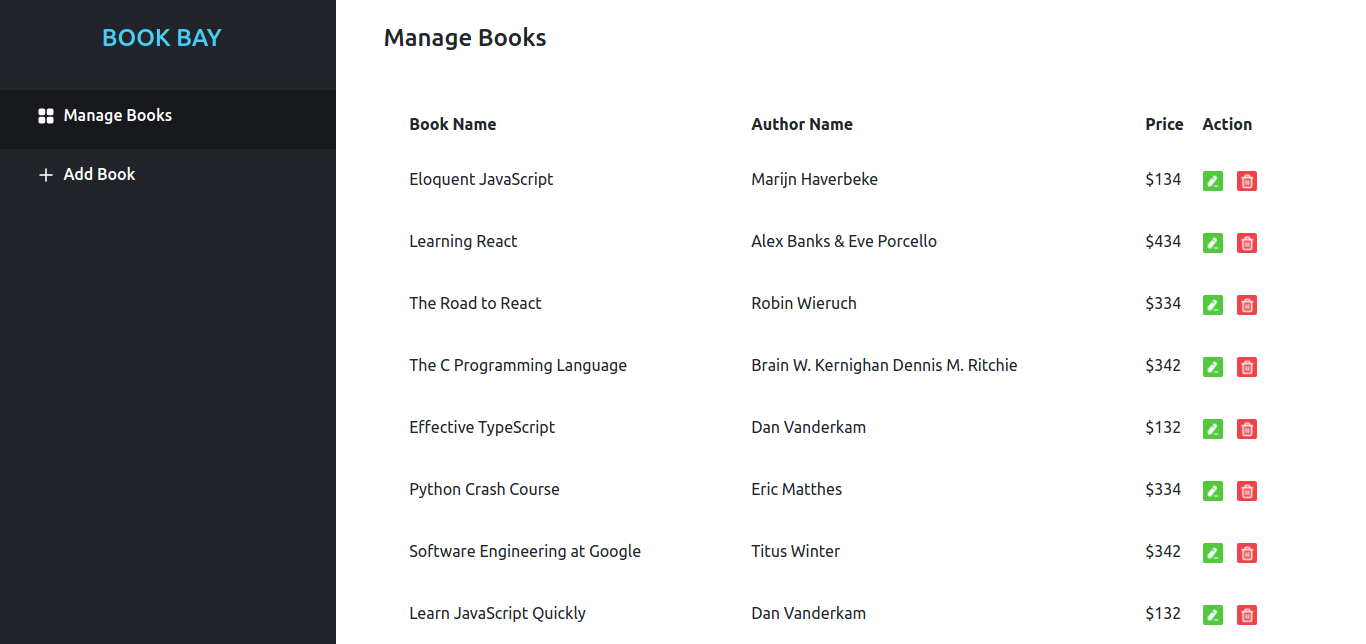 BOOK BAY
Manage Books
Add Book
Manage Books
Book Name Author Name Price Action
Eloquent JavaScript Marijn Haverbeke $134
Learning React Alex Banks & Eve Porcello $434
The Road to React Robin Wieruch $334
The C Programming Language Brain W. Kernighan Dennis M. Ritchie $342
Effective TypeScript Dan Vanderkam $132
Python Crash Course Eric Matthes $334
Software Engineering at Google Titus Winter $342
Learn JavaScript Quickly Dan Vanderkam $132